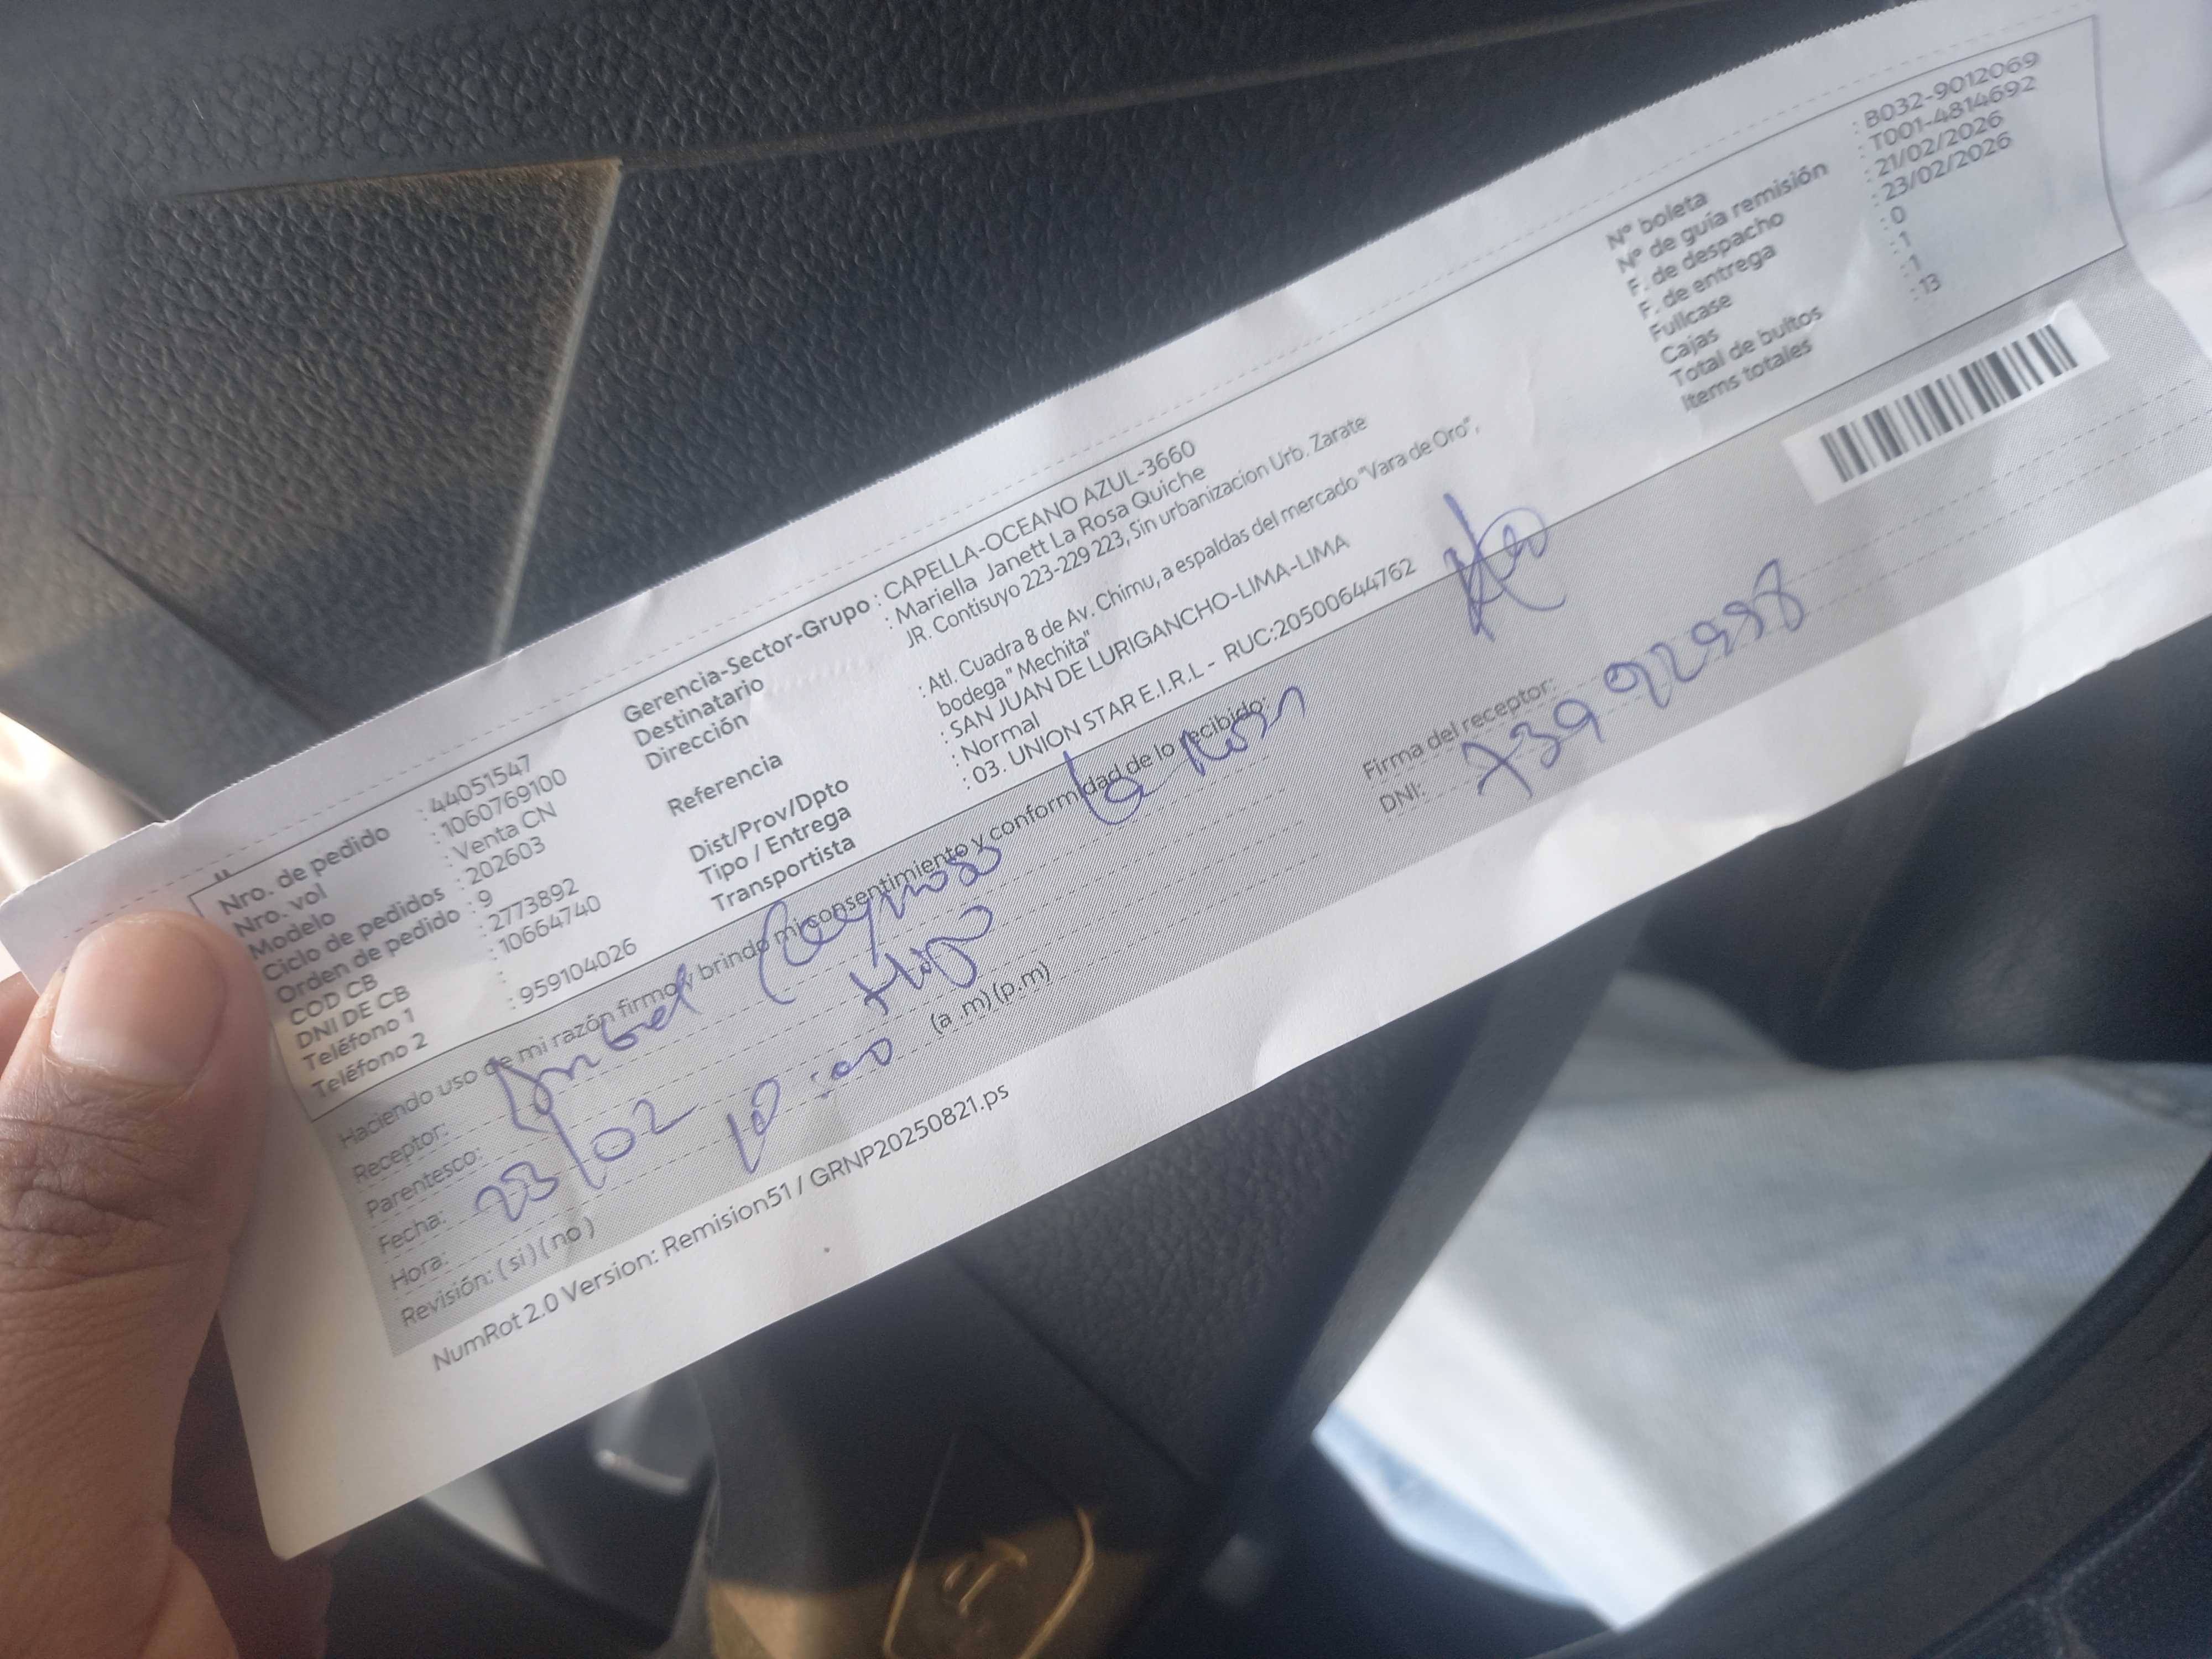 Nro. de pedido : 44051547
Nro. vol : 1060769100
Modelo : Venta CN
Ciclo de pedidos : 202603
Orden de pedido : 9
COD CB : 2773892
DNI DE CB : 10664740
Teléfono 1 :
Teléfono 2 : 959104026
Gerencia-Sector-Grupo : CAPELLA-OCEANO AZUL-3660
Destinatario : Mariella Janett La Rosa Quiche
Dirección JR. Contisuyo 223-229 223, Sin urbanizacion Urb. Zarate
Referencia : Atl. Cuadra 8 de Av. Chimu, a espaldas del mercado "Vara de Oro",
bodega" Mechita"
Dist/Prov/Dpto : SAN JUAN DE LURIGANCHO-LIMA-LIMA
Tipo / Entrega : Normal
Transportista : 03. UNION STAR E.I.R.L - RUC:20500644762
N° boleta : B032-9012069
N° de guía remisión : T001-4814692
F. de despacho : 21/02/2026
F. de entrega : 23/02/2026
Fullcase : 0
Cajas : 1
Total de bultos : 1
Items totales : 13
Haciendo uso de mi razón firmo y brindo mi consentimiento y conformidad de lo recibido:
Receptor: La Rosa
Parentesco: Hijo
Fecha: 23/02
Hora: 10:00 (a .m) (p.m)
Revisión: ( si ) ( no )
Firma del receptor:
DNI:
NumRot 2.0 Version: Remision51 / GRNP20250821.ps